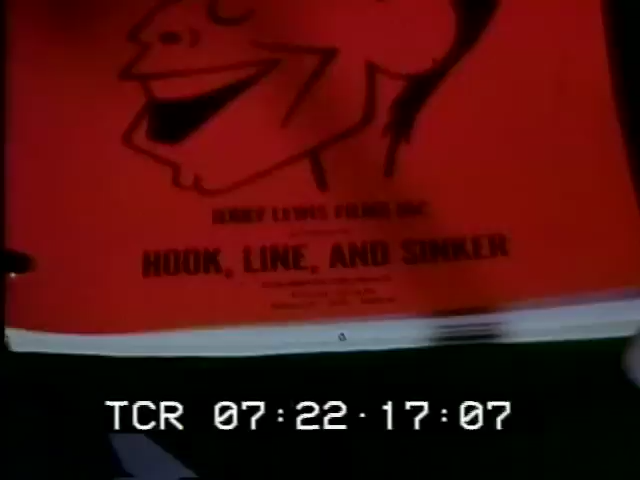 JERRY LEWIS FILMS INC.
HOOK, LINE, AND SINKER
TCR 07:22:17:07